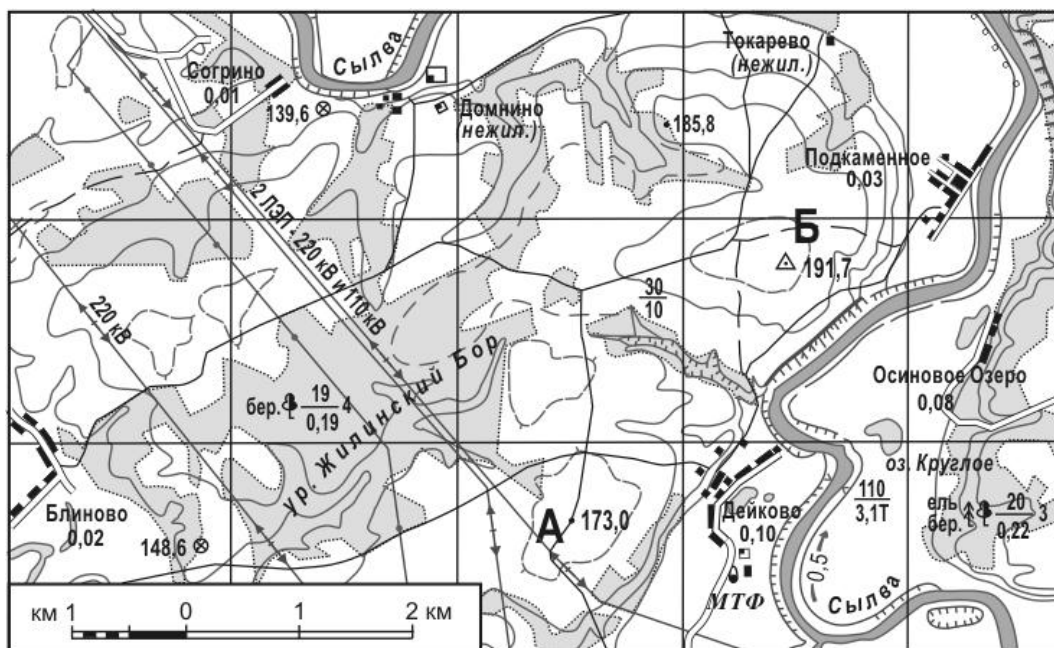 Сылва
Токарево
(нежил.)
Согрино
0,01
139,6
Домнино
(нежил.)
185,8
Подкаменное
0,03
2 ЛЭП - 220 кВ и 110 кВ
Б
191,7
220 кВ
30
10
бер. 19 4
0,19
ур. Жилинский Бор
Осиновое Озеро
0,08
оз. Круглое
Блиново
0,02
148,6
А
173,0
Дейково
0,10
110
3,1Т
ель
бер. 20 3
0,22
0,5
Сылва
МТФ
км 1 0 2 км